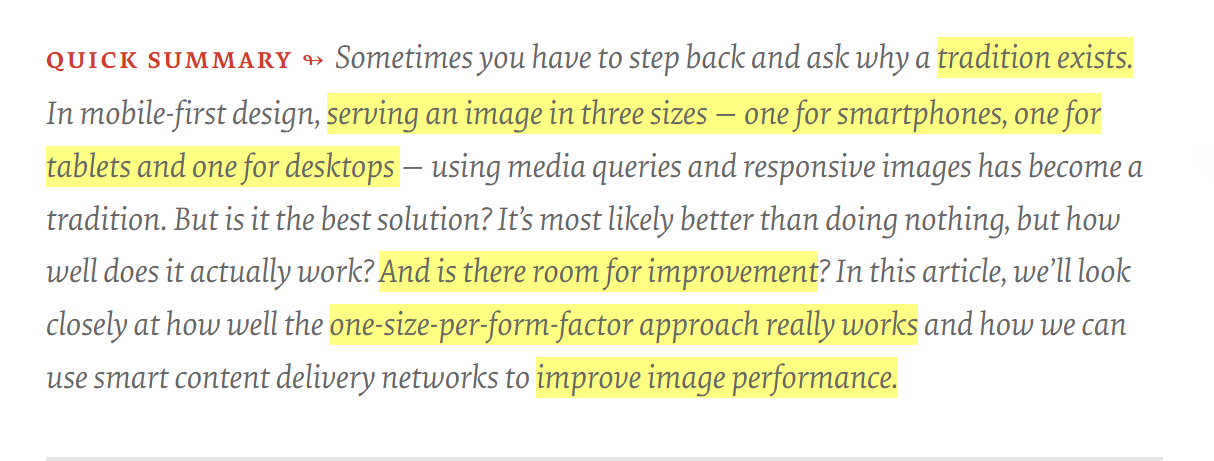 QUICK SUMMARY ↬ Sometimes you have to step back and ask why a tradition exists.
In mobile-first design, serving an image in three sizes — one for smartphones, one for
tablets and one for desktops — using media queries and responsive images has become a
tradition. But is it the best solution? It’s most likely better than doing nothing, but how
well does it actually work? And is there room for improvement? In this article, we’ll look
closely at how well the one-size-per-form-factor approach really works and how we can
use smart content delivery networks to improve image performance.